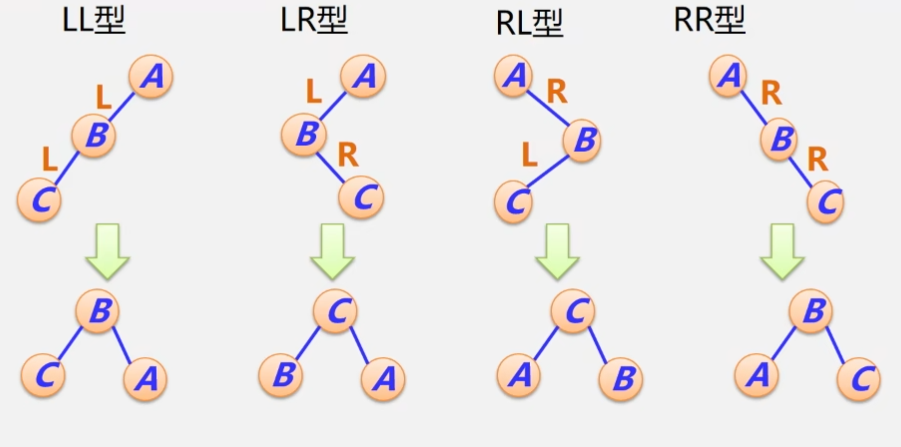 LL型 LR型 RL型 RR型
A A A A
L L R R
B B B B
L R L R
C C C C
B C C B
C A B A A B A C